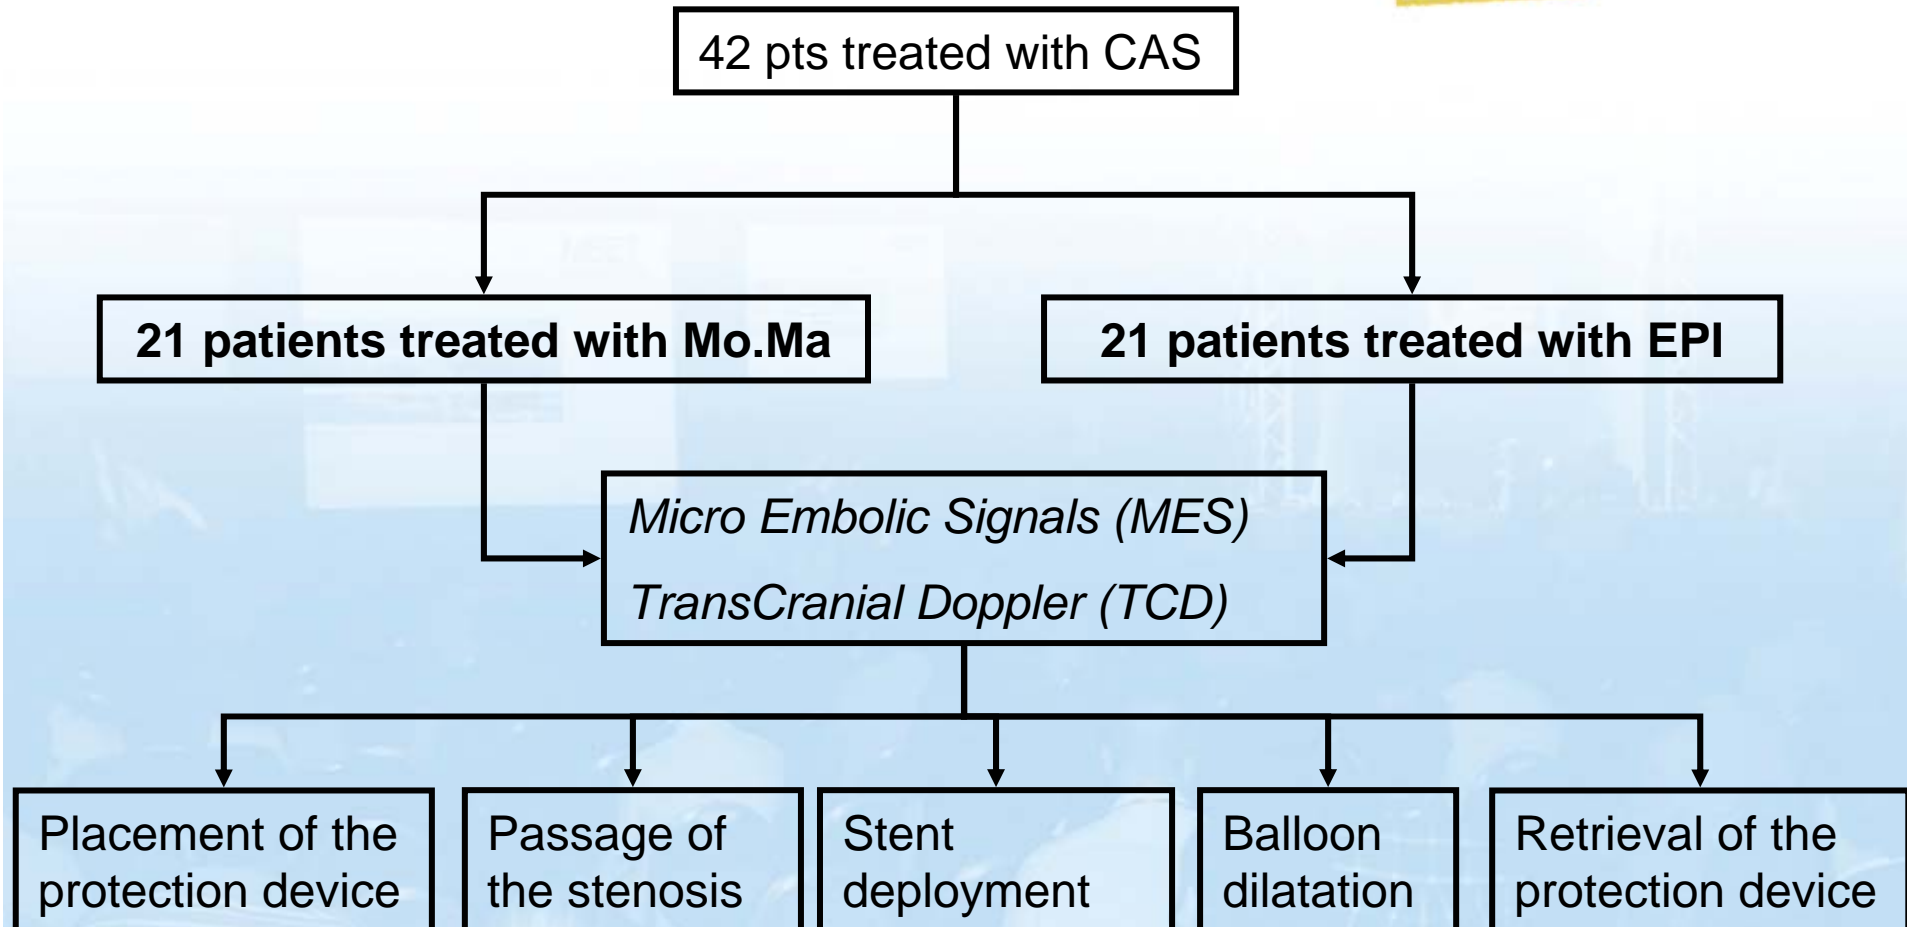 42 pts treated with CAS
21 patients treated with Mo.Ma
21 patients treated with EPI
Micro Embolic Signals (MES)
TransCranial Doppler (TCD)
Placement of the
protection device
Passage of
the stenosis
Stent
deployment
Balloon
dilatation
Retrieval of the
protection device